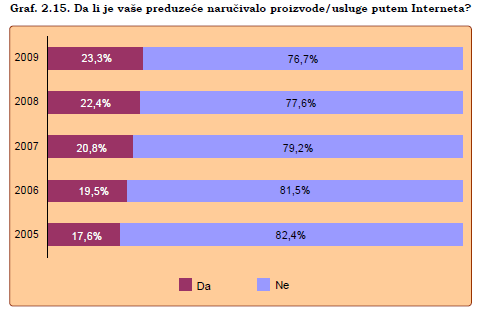 Graf. 2.15. Da li je vaše preduzeće naručivalo proizvode/usluge putem Interneta?
2009 23,3% 76,7%
2008 22,4% 77,6%
2007 20,8% 79,2%
2006 19,5% 81,5%
2005 17,6% 82,4%
Da Ne